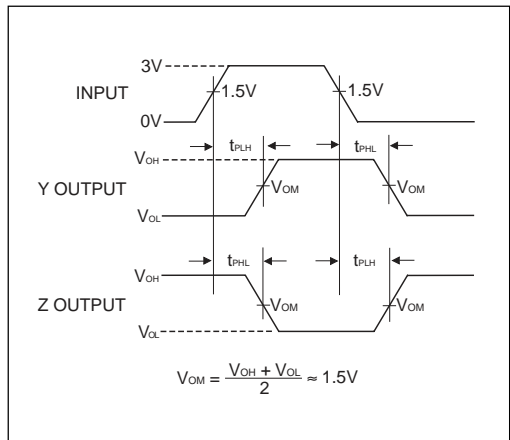 3V
INPUT
1.5V
1.5V
0V
tPLH
tPHL
VOH
Y OUTPUT
VOM
VOM
VOL
tPHL
tPLH
VOH
Z OUTPUT
VOM
VOM
VOL
VOM = VOH + VOL / 2 ≈ 1.5V